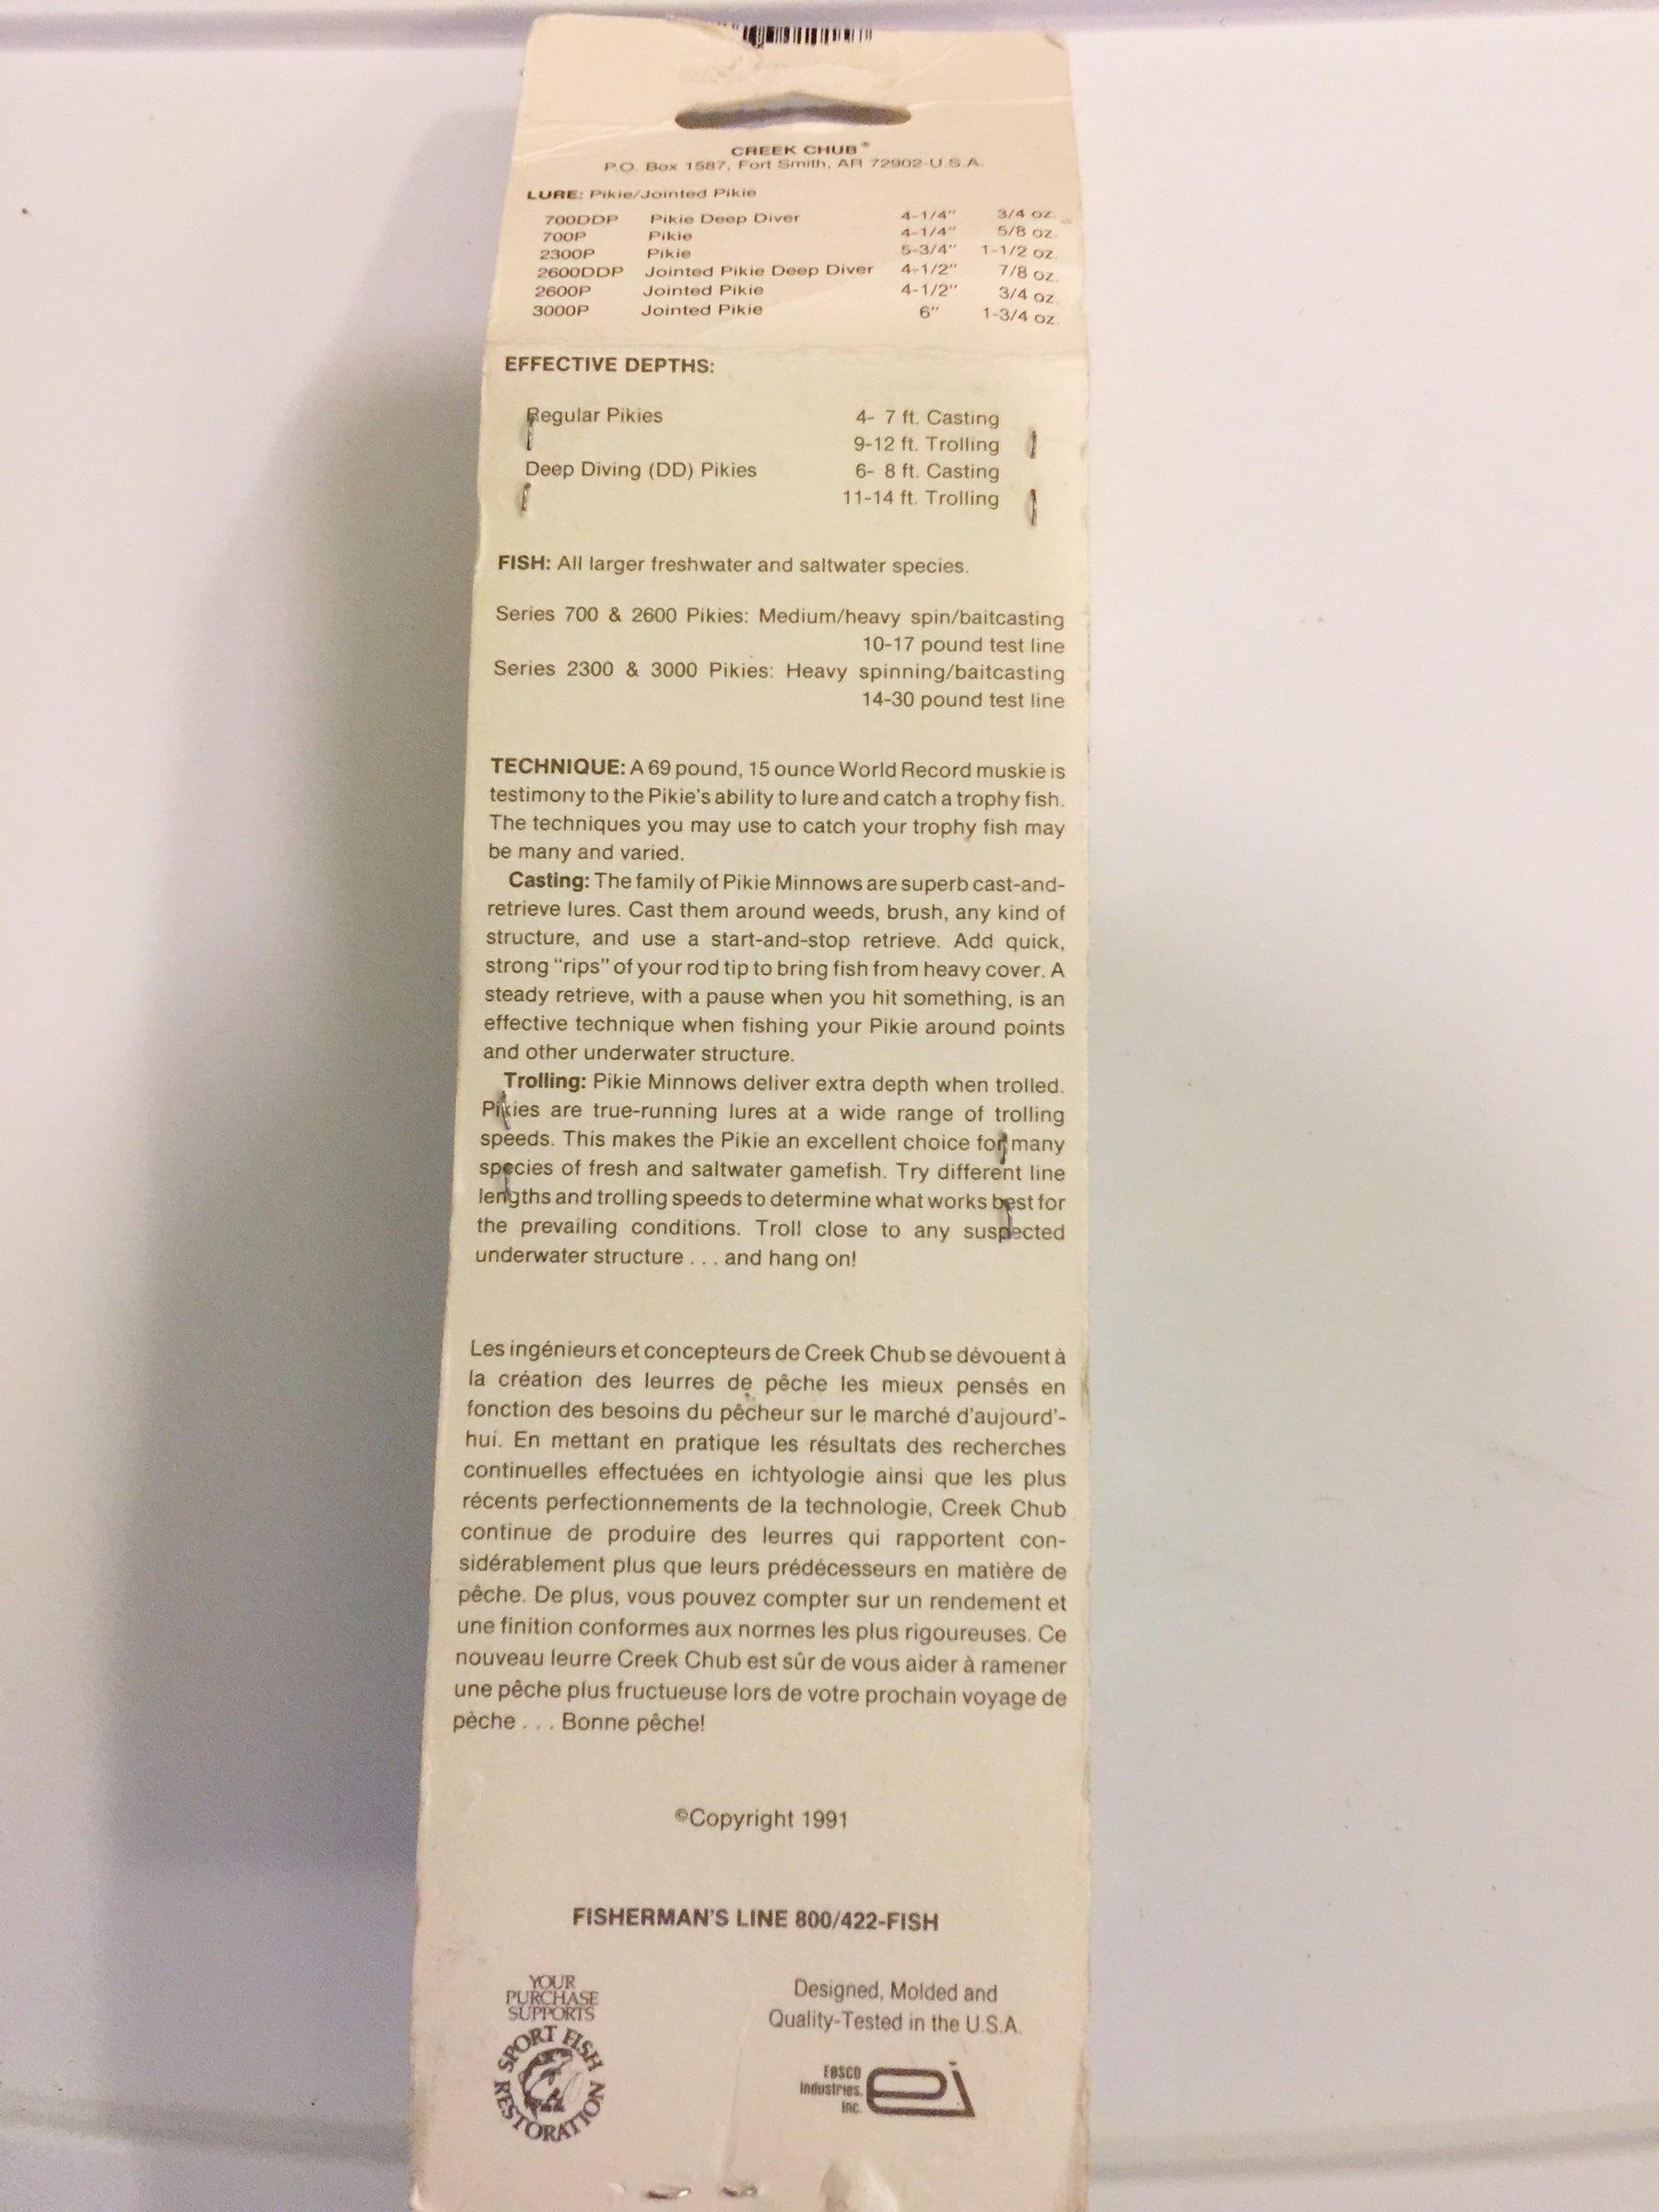 CREEK CHUB®
P.O. Box 1587, Fort Smith, AR 72902 U.S.A.
LURE: Pikie/Jointed Pikie
700DDP Pikie Deep Diver 4-1/4" 3/4 oz.
700P Pikie 4-1/4" 5/8 oz.
2300P Pikie 5-3/4" 1-1/2 oz.
2600DDP Jointed Pikie Deep Diver 4-1/2" 7/8 oz.
2600P Jointed Pikie 4-1/2" 3/4 oz.
3000P Jointed Pikie 6" 1-3/4 oz.
EFFECTIVE DEPTHS:
Regular Pikies 4- 7 ft. Casting
9-12 ft. Trolling
Deep Diving (DD) Pikies 6- 8 ft. Casting
11-14 ft. Trolling
FISH: All larger freshwater and saltwater species.
Series 700 & 2600 Pikies: Medium/heavy spin/baitcasting
10-17 pound test line
Series 2300 & 3000 Pikies: Heavy spinning/baitcasting
14-30 pound test line
TECHNIQUE: A 69 pound, 15 ounce World Record muskie is
testimony to the Pikie's ability to lure and catch a trophy fish.
The techniques you may use to catch your trophy fish may
be many and varied.
Casting: The family of Pikie Minnows are superb cast-and-
retrieve lures. Cast them around weeds, brush, any kind of
structure, and use a start-and-stop retrieve. Add quick,
strong "rips" of your rod tip to bring fish from heavy cover. A
steady retrieve, with a pause when you hit something, is an
effective technique when fishing your Pikie around points
and other underwater structure.
Trolling: Pikie Minnows deliver extra depth when trolled.
Pikies are true-running lures at a wide range of trolling
speeds. This makes the Pikie an excellent choice for many
species of fresh and saltwater gamefish. Try different line
lengths and trolling speeds to determine what works best for
the prevailing conditions. Troll close to any suspected
underwater structure . . . and hang on!
Les ingénieurs et concepteurs de Creek Chub se dévouent à
la création des leurres de pêche les mieux pensés en
fonction des besoins du pêcheur sur le marché d'aujourd'-
hui. En mettant en pratique les résultats des recherches
continuelles effectuées en ichtyologie ainsi que les plus
récents perfectionnements de la technologie, Creek Chub
continue de produire des leurres qui rapportent con-
sidérablement plus que leurs prédécesseurs en matière de
pêche. De plus, vous pouvez compter sur un rendement et
une finition conformes aux normes les plus rigoureuses. Ce
nouveau leurre Creek Chub est sûr de vous aider à ramener
une pêche plus fructueuse lors de votre prochain voyage de
pèche . . . Bonne pêche!
©Copyright 1991
FISHERMAN'S LINE 800/422-FISH
YOUR
PURCHASE
SUPPORTS
SPORT FISH
RESTORATION
Designed, Molded and
Quality-Tested in the U.S.A.
EBSCO
Industries,
Inc.
ei